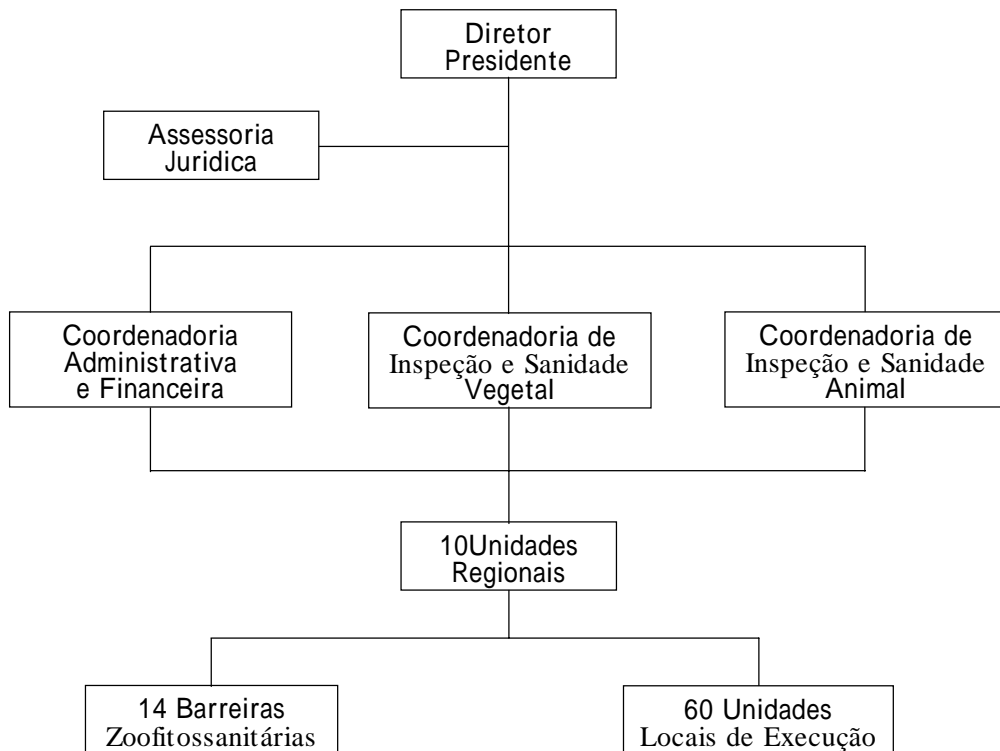 Diretor
Presidente
Assessoria
Juridica
Coordenadoria
Administrativa
e Financeira
Coordenadoria de
Inspeção e Sanidade
Vegetal
Coordenadoria de
Inspeção e Sanidade
Animal
10Unidades
Regionais
14 Barreiras
Zoofitossanitárias
60 Unidades
Locais de Execução